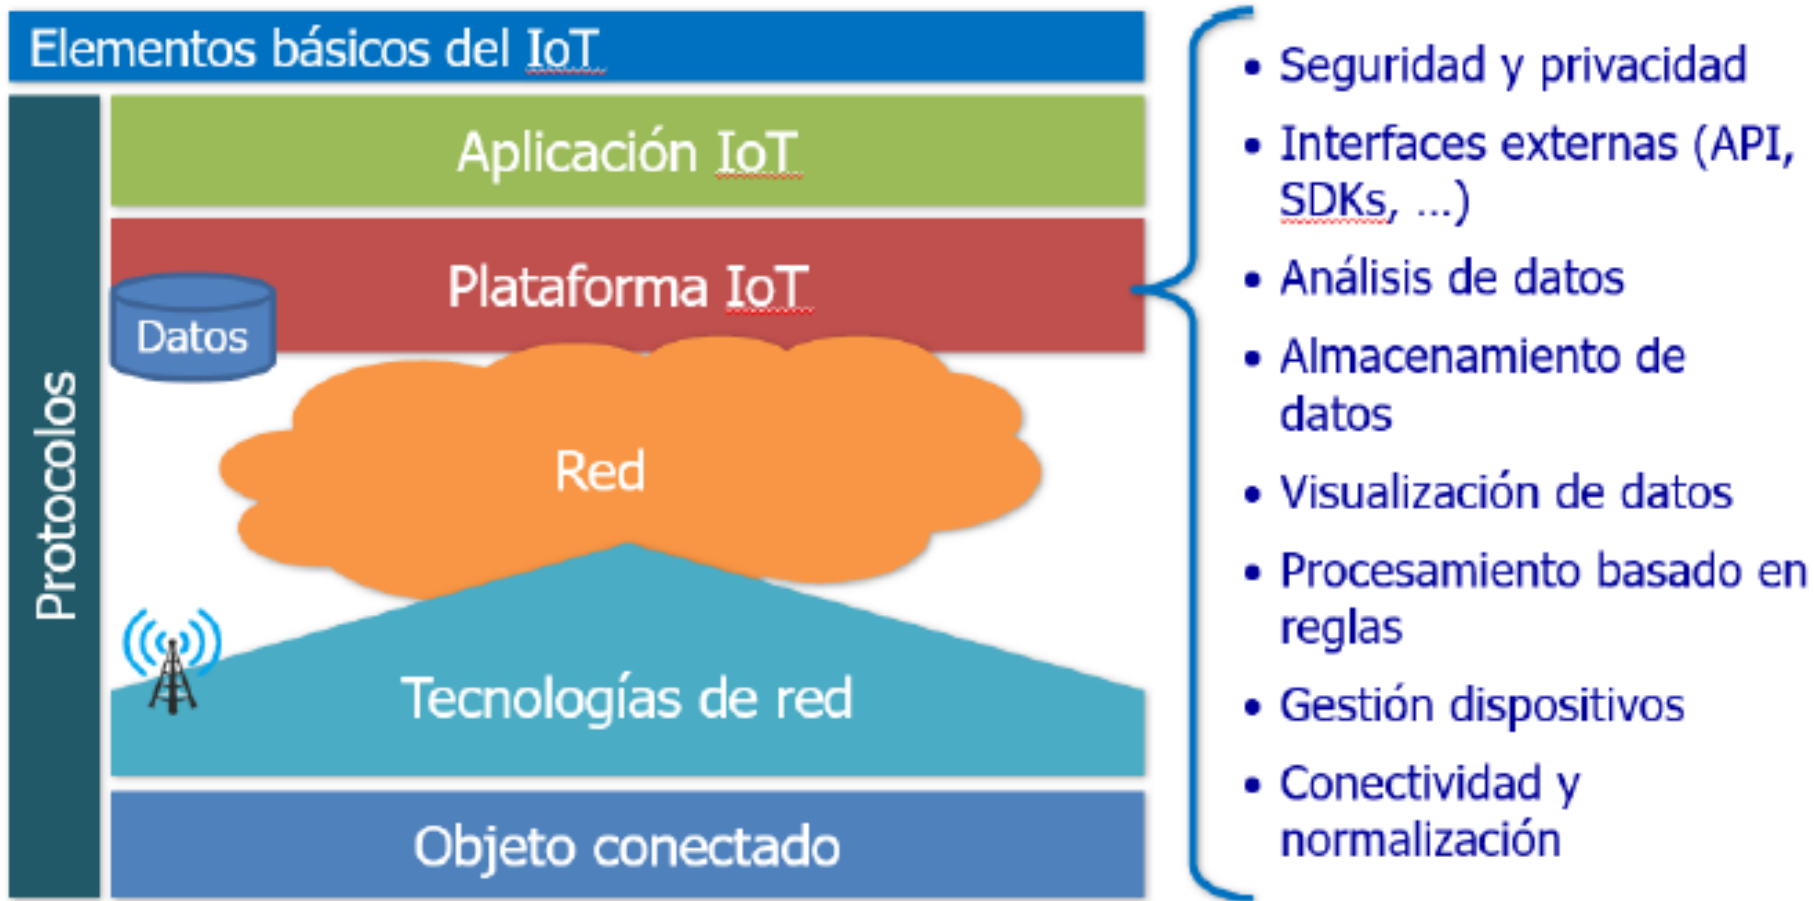 Elementos básicos del IoT
Protocolos
Aplicación IoT
Plataforma IoT
Datos
Red
Tecnologías de red
Objeto conectado
• Seguridad y privacidad
• Interfaces externas (API,
SDKs, ...)
• Análisis de datos
• Almacenamiento de
datos
• Visualización de datos
• Procesamiento basado en
reglas
• Gestión dispositivos
• Conectividad y
normalización